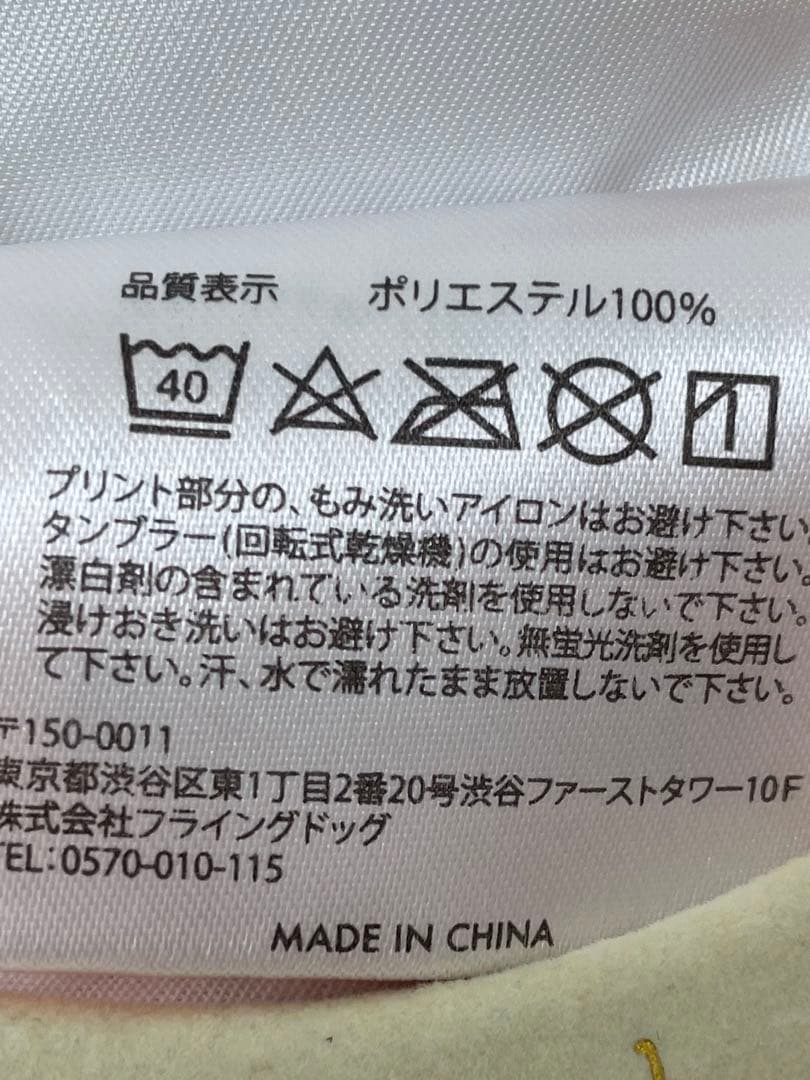 品質表示 ポリエステル100%
40
プリント部分の、もみ洗いアイロンはお避け下さい。
タンブラー(回転式乾燥機)の使用はお避け下さい。
漂白剤の含まれている洗剤を使用しないで下さい。
浸けおき洗いはお避け下さい。無蛍光洗剤を使用し
て下さい。汗、水で濡れたまま放置しないで下さい。
〒150-0011
東京都渋谷区東1丁目2番20号渋谷ファーストタワー10F
株式会社フライングドッグ
TEL:0570-010-115
MADE IN CHINA